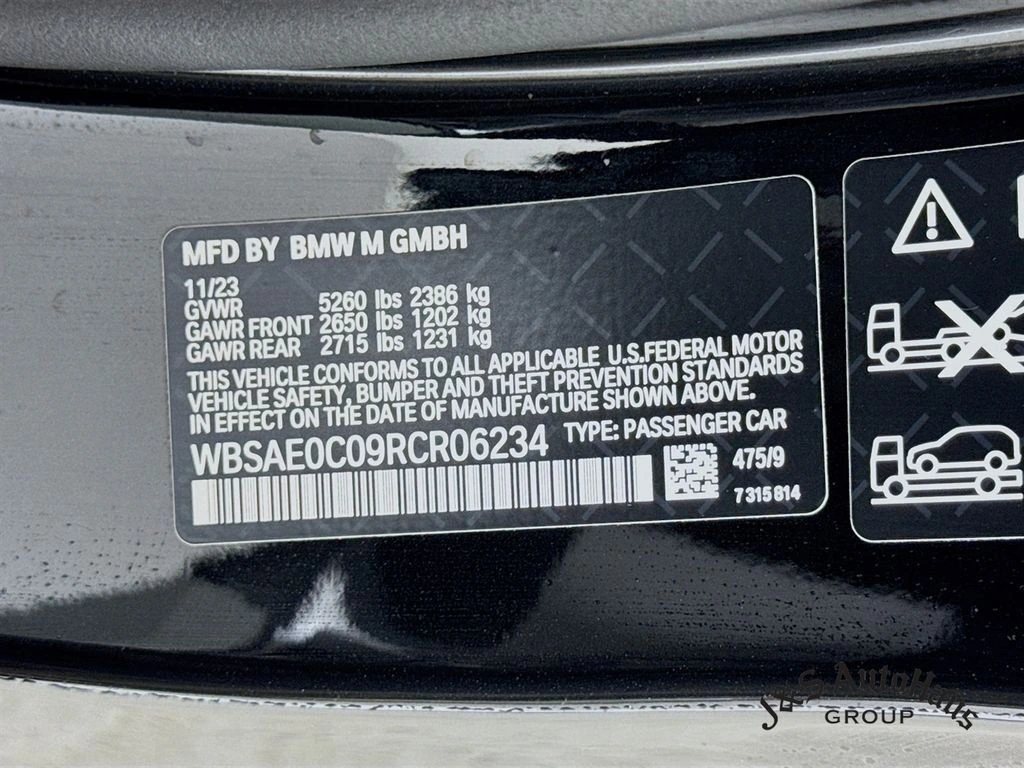 MFD BY BMW M GMBH
11/23
GVWR 5260 lbs 2386 kg
GAWR FRONT 2650 lbs 1202 kg
GAWR REAR 2715 lbs 1231 kg
THIS VEHICLE CONFORMS TO ALL APPLICABLE U.S.FEDERAL MOTOR
VEHICLE SAFETY, BUMPER AND THEFT PREVENTION STANDARDS
IN EFFECT ON THE DATE OF MANUFACTURE SHOWN ABOVE.
WBSAE0C09RCR06234 TYPE: PASSENGER CAR
475/9
7 315 814
S&S AutoHaus
GROUP